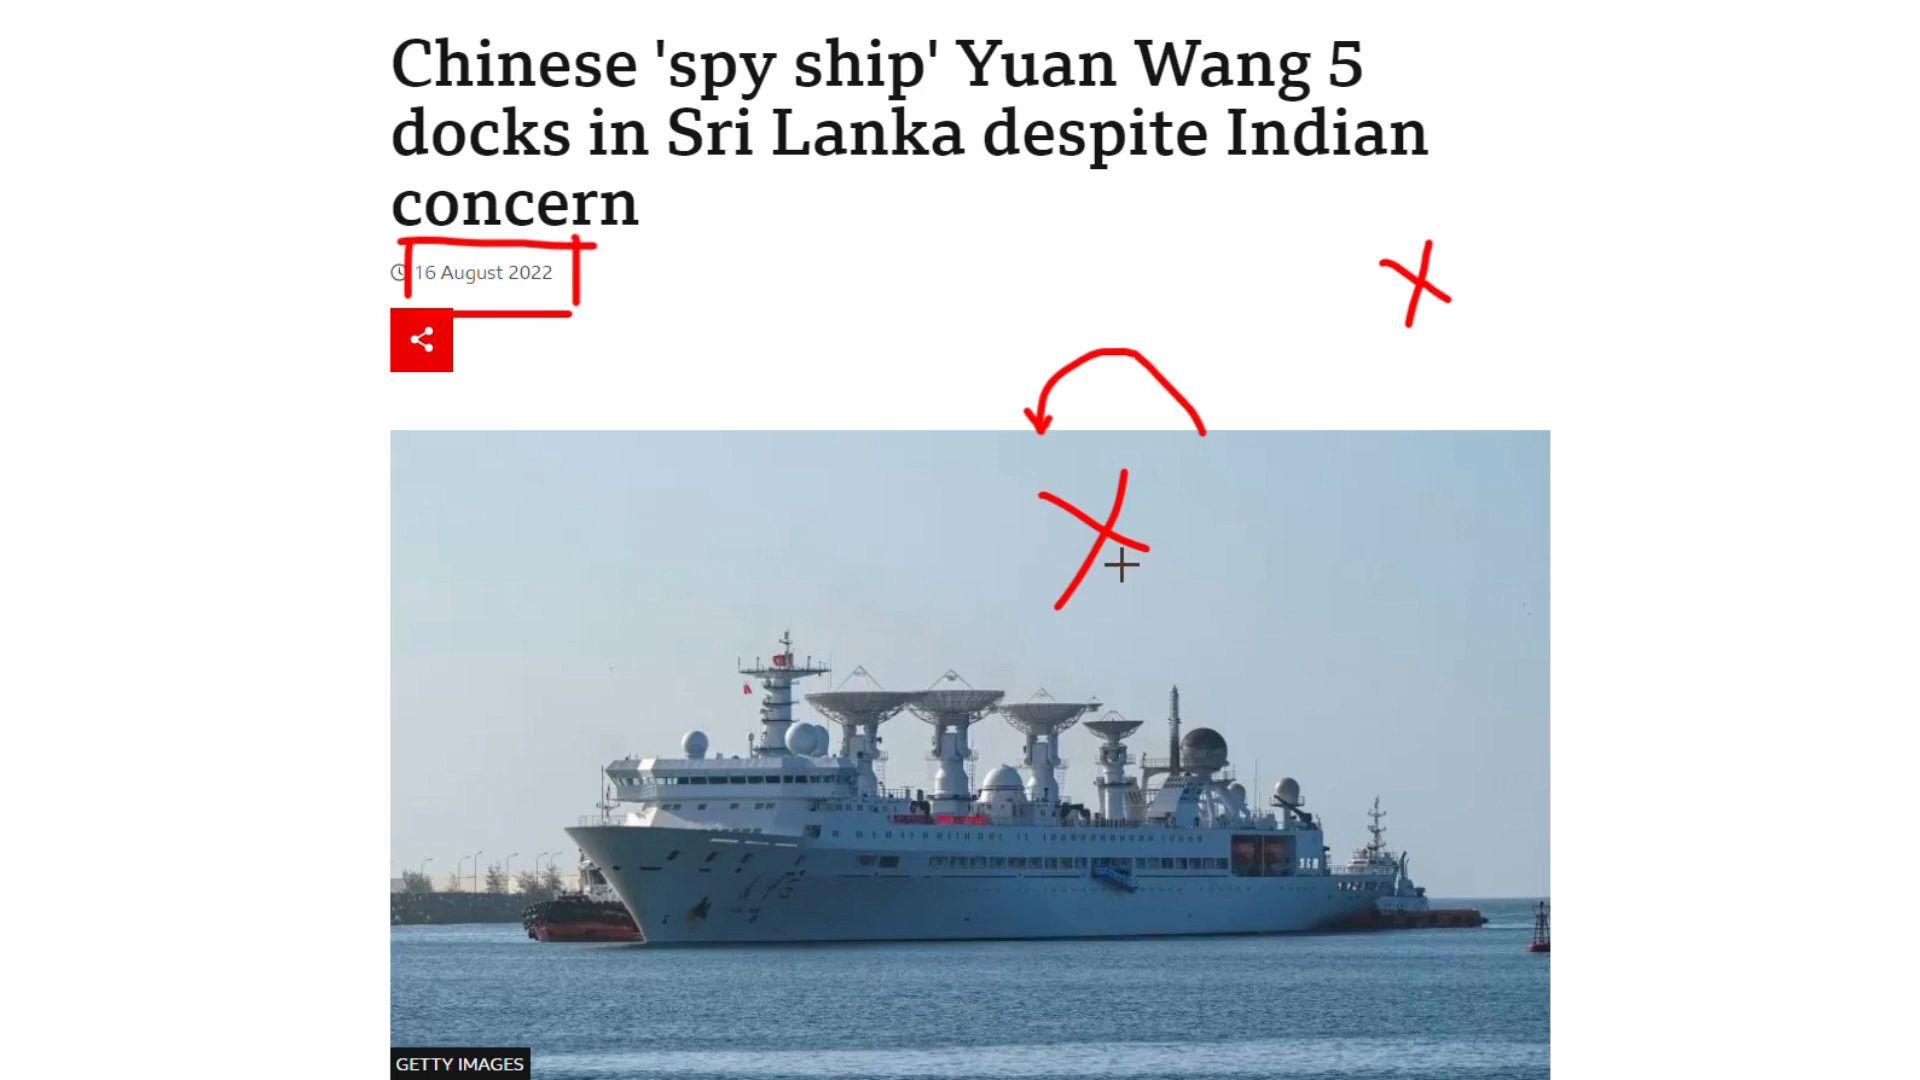 Chinese 'spy ship' Yuan Wang 5
docks in Sri Lanka despite Indian
concern
16 August 2022
GETTY IMAGES